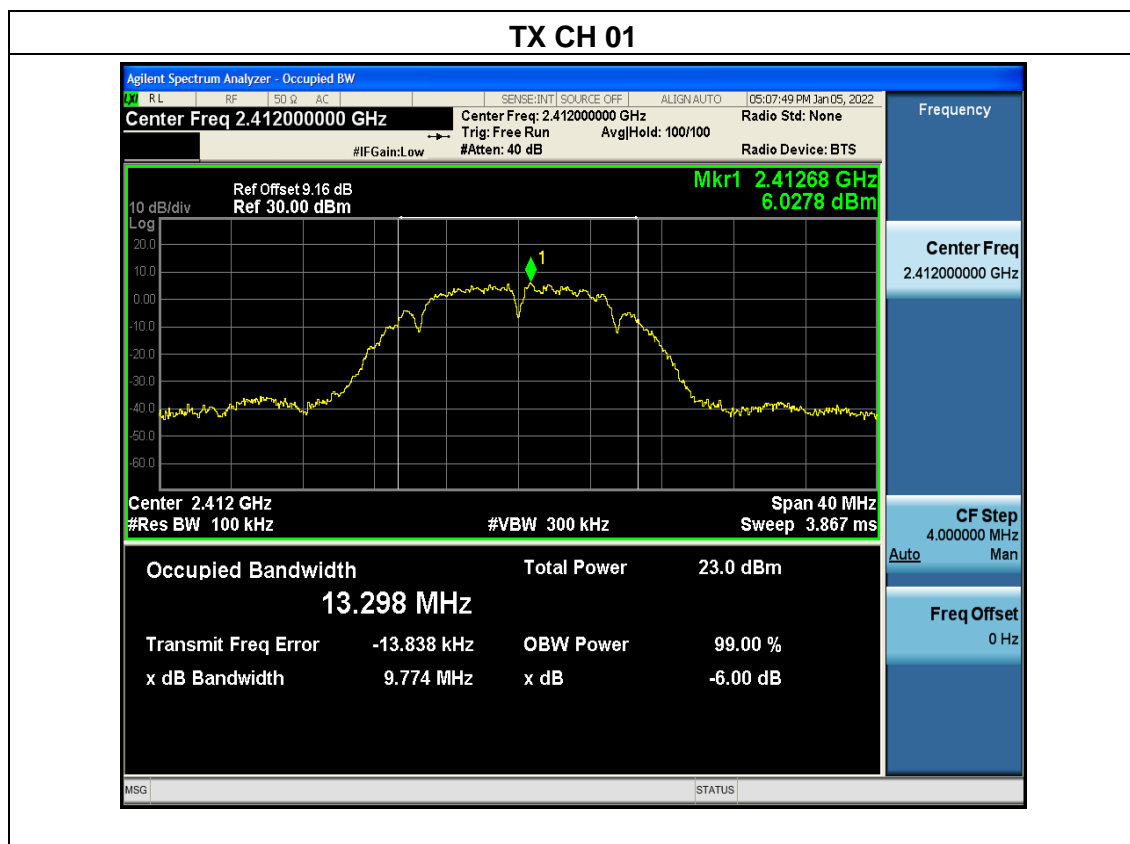 TX CH 01
Agilent Spectrum Analyzer - Occupied BW
LXI RL RF 50 Ω AC SENSE:INT SOURCE OFF ALIGN AUTO 05:07:49 PM Jan 05, 2022
Center Freq 2.412000000 GHz
Center Freq: 2.412000000 GHz
Radio Std: None
Trig: Free Run Avg|Hold: 100/100
#IFGain:Low
#Atten: 40 dB
Radio Device: BTS
Frequency
Mkr1 2.41268 GHz
6.0278 dBm
Ref Offset 9.16 dB
10 dB/div Ref 30.00 dBm
Log
20.0
10.0
0.00
-10.0
-20.0
-30.0
-40.0
-50.0
-60.0
1
Center 2.412 GHz
Span 40 MHz
#Res BW 100 kHz
#VBW 300 kHz
Sweep 3.867 ms
Center Freq
2.412000000 GHz
CF Step
4.000000 MHz
Auto Man
Freq Offset
0 Hz
Occupied Bandwidth
13.298 MHz
Total Power 23.0 dBm
Transmit Freq Error -13.838 kHz
OBW Power 99.00 %
x dB Bandwidth 9.774 MHz
x dB -6.00 dB
MSG
STATUS